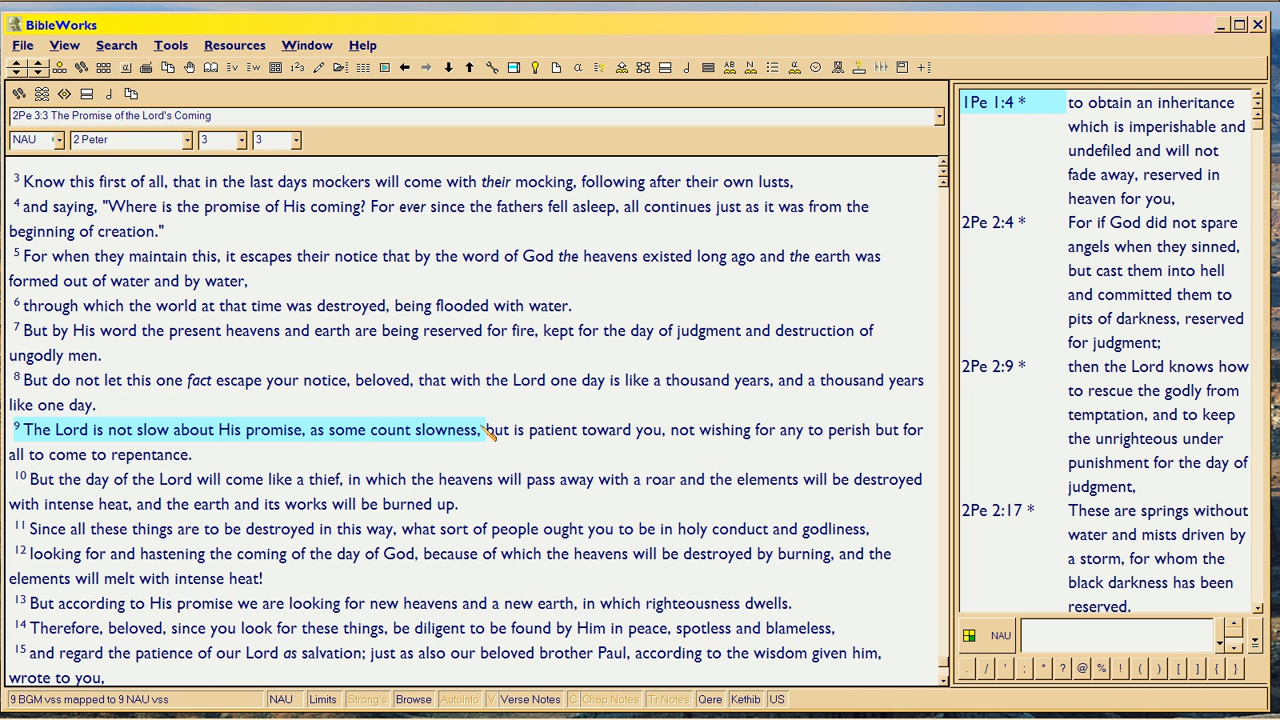 BibleWorks
File View Search Tools Resources Window Help
2Pe 3:3 The Promise of the Lord's Coming
NAU 2 Peter 3 3
3 Know this first of all, that in the last days mockers will come with their mocking, following after their own lusts,
4 and saying, "Where is the promise of His coming? For ever since the fathers fell asleep, all continues just as it was from the
beginning of creation."
5 For when they maintain this, it escapes their notice that by the word of God the heavens existed long ago and the earth was
formed out of water and by water,
6 through which the world at that time was destroyed, being flooded with water.
7 But by His word the present heavens and earth are being reserved for fire, kept for the day of judgment and destruction of
ungodly men.
8 But do not let this one fact escape your notice, beloved, that with the Lord one day is like a thousand years, and a thousand years
like one day.
9 The Lord is not slow about His promise, as some count slowness, but is patient toward you, not wishing for any to perish but for
all to come to repentance.
10 But the day of the Lord will come like a thief, in which the heavens will pass away with a roar and the elements will be destroyed
with intense heat, and the earth and its works will be burned up.
11 Since all these things are to be destroyed in this way, what sort of people ought you to be in holy conduct and godliness,
12 looking for and hastening the coming of the day of God, because of which the heavens will be destroyed by burning, and the
elements will melt with intense heat!
13 But according to His promise we are looking for new heavens and a new earth, in which righteousness dwells.
14 Therefore, beloved, since you look for these things, be diligent to be found by Him in peace, spotless and blameless,
15 and regard the patience of our Lord as salvation; just as also our beloved brother Paul, according to the wisdom given him,
wrote to you,
1Pe 1:4 * to obtain an inheritance
which is imperishable and
undefiled and will not
fade away, reserved in
heaven for you,
2Pe 2:4 * For if God did not spare
angels when they sinned,
but cast them into hell
and committed them to
pits of darkness, reserved
for judgment;
2Pe 2:9 * then the Lord knows how
to rescue the godly from
temptation, and to keep
the unrighteous under
punishment for the day of
judgment,
2Pe 2:17 * These are springs without
water and mists driven by
a storm, for whom the
black darkness has been
reserved.
NAU
. / ' ; * ? @ % ! ( ) [ ] { }
9 BGM vss mapped to 9 NAU vss NAU Limits Strong's Browse AutoInfo V Verse Notes C Chap Notes Tr.Notes Qere Kethib US